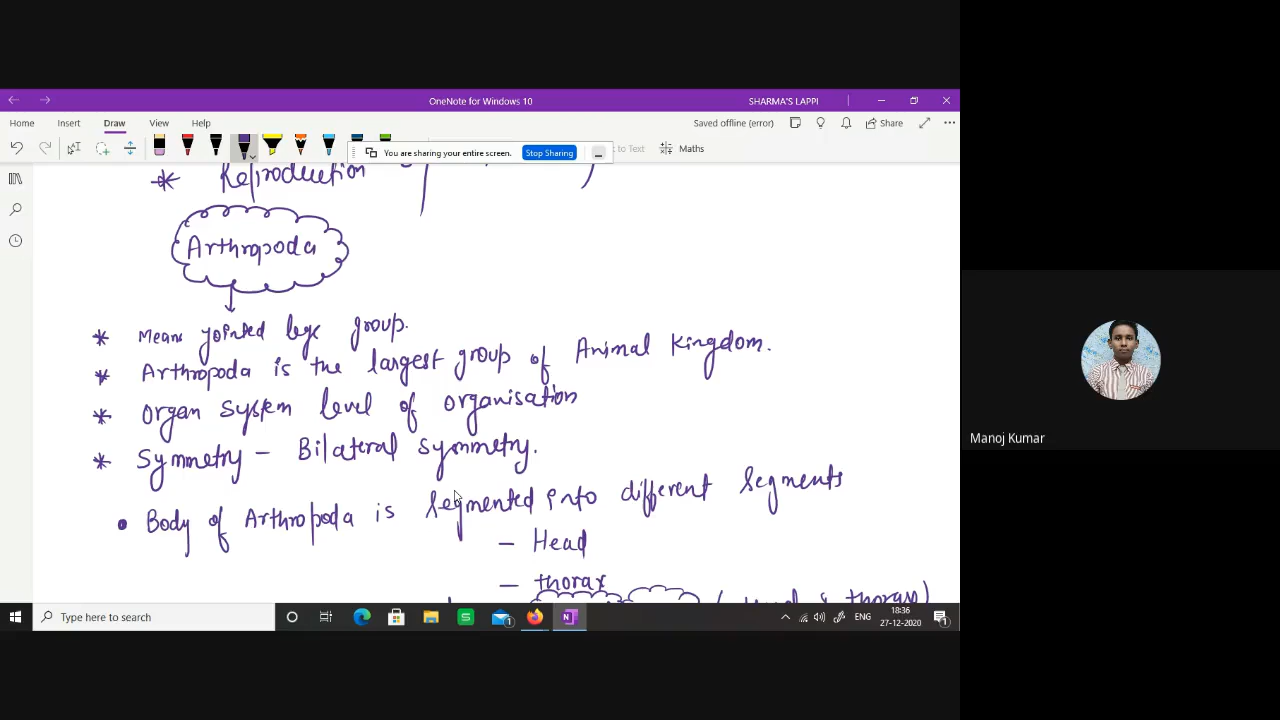 OneNote for Windows 10
SHARMA'S LAPPI
Home Insert Draw View Help
Saved offline (error)
Share
You are sharing your entire screen.
Stop Sharing
to Text
Maths
* Reproduction
Arthropoda
* Means jointed legs group.
* Arthropoda is the largest group of Animal Kingdom.
* Organ system level of organisation
* Symmetry - Bilateral symmetry.
• Body of Arthropoda is segmented into different segments
- Head
- thorax
Manoj Kumar
Type here to search
ENG
18:36
27-12-2020